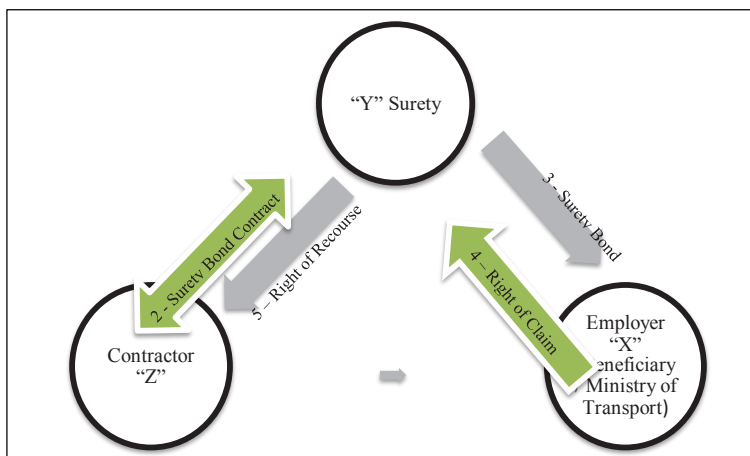 “Y” Surety
2 - Surety Bond Contract
5 – Right of Recourse
3 - Surety Bond
4 – Right of Claim
Contractor
“Z”
Employer
“X”
Beneficiary
Ministry of
Transport)